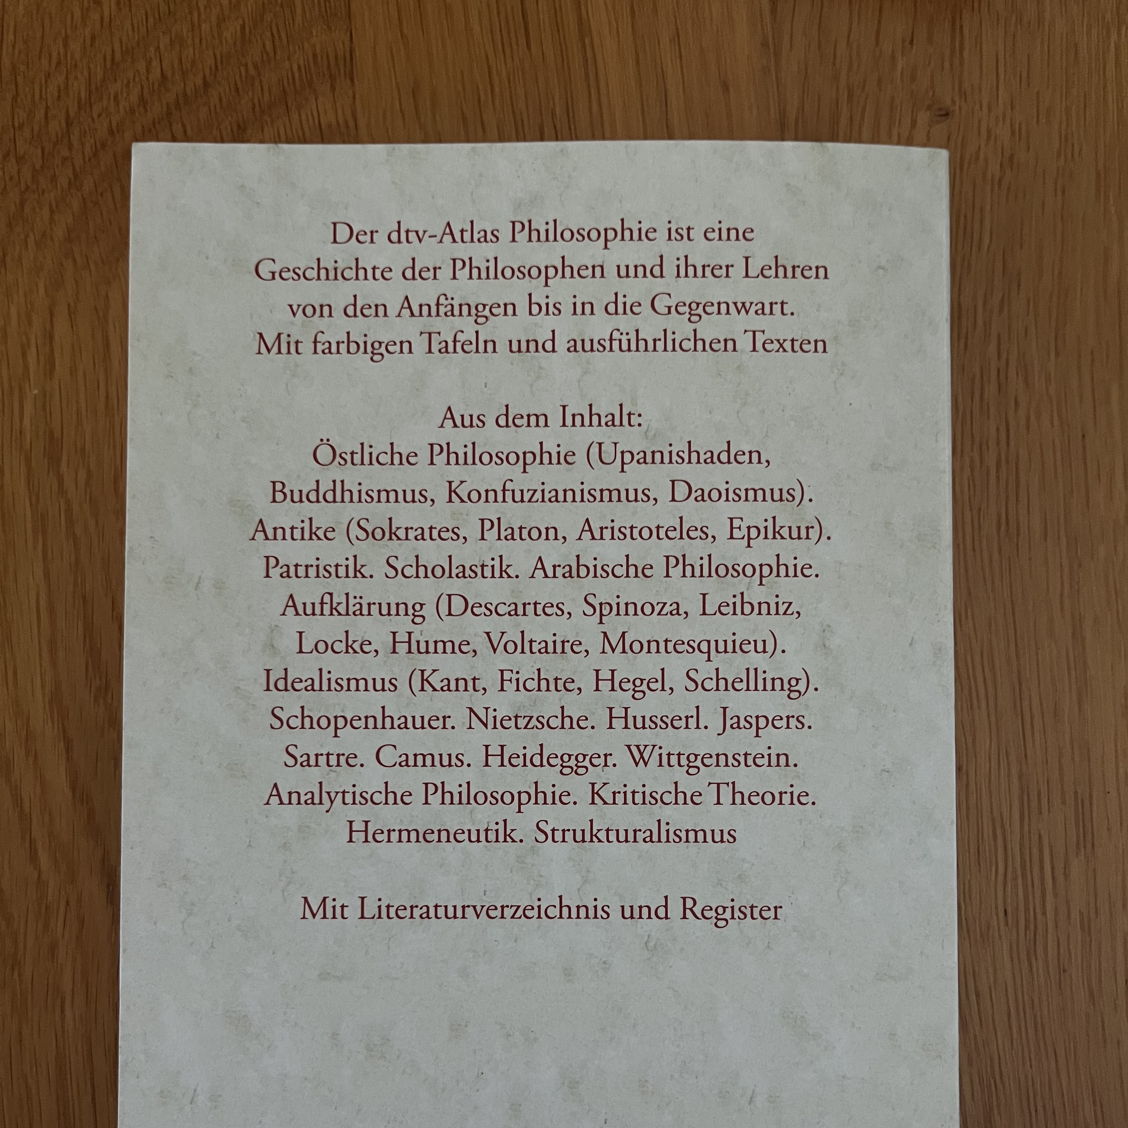 Der dtv-Atlas Philosophie ist eine
Geschichte der Philosophen und ihrer Lehren
von den Anfängen bis in die Gegenwart.
Mit farbigen Tafeln und ausführlichen Texten
Aus dem Inhalt:
Östliche Philosophie (Upanishaden,
Buddhismus, Konfuzianismus, Daoismus).
Antike (Sokrates, Platon, Aristoteles, Epikur).
Patristik. Scholastik. Arabische Philosophie.
Aufklärung (Descartes, Spinoza, Leibniz,
Locke, Hume, Voltaire, Montesquieu).
Idealismus (Kant, Fichte, Hegel, Schelling).
Schopenhauer. Nietzsche. Husserl. Jaspers.
Sartre. Camus. Heidegger. Wittgenstein.
Analytische Philosophie. Kritische Theorie.
Hermeneutik. Strukturalismus
Mit Literaturverzeichnis und Register